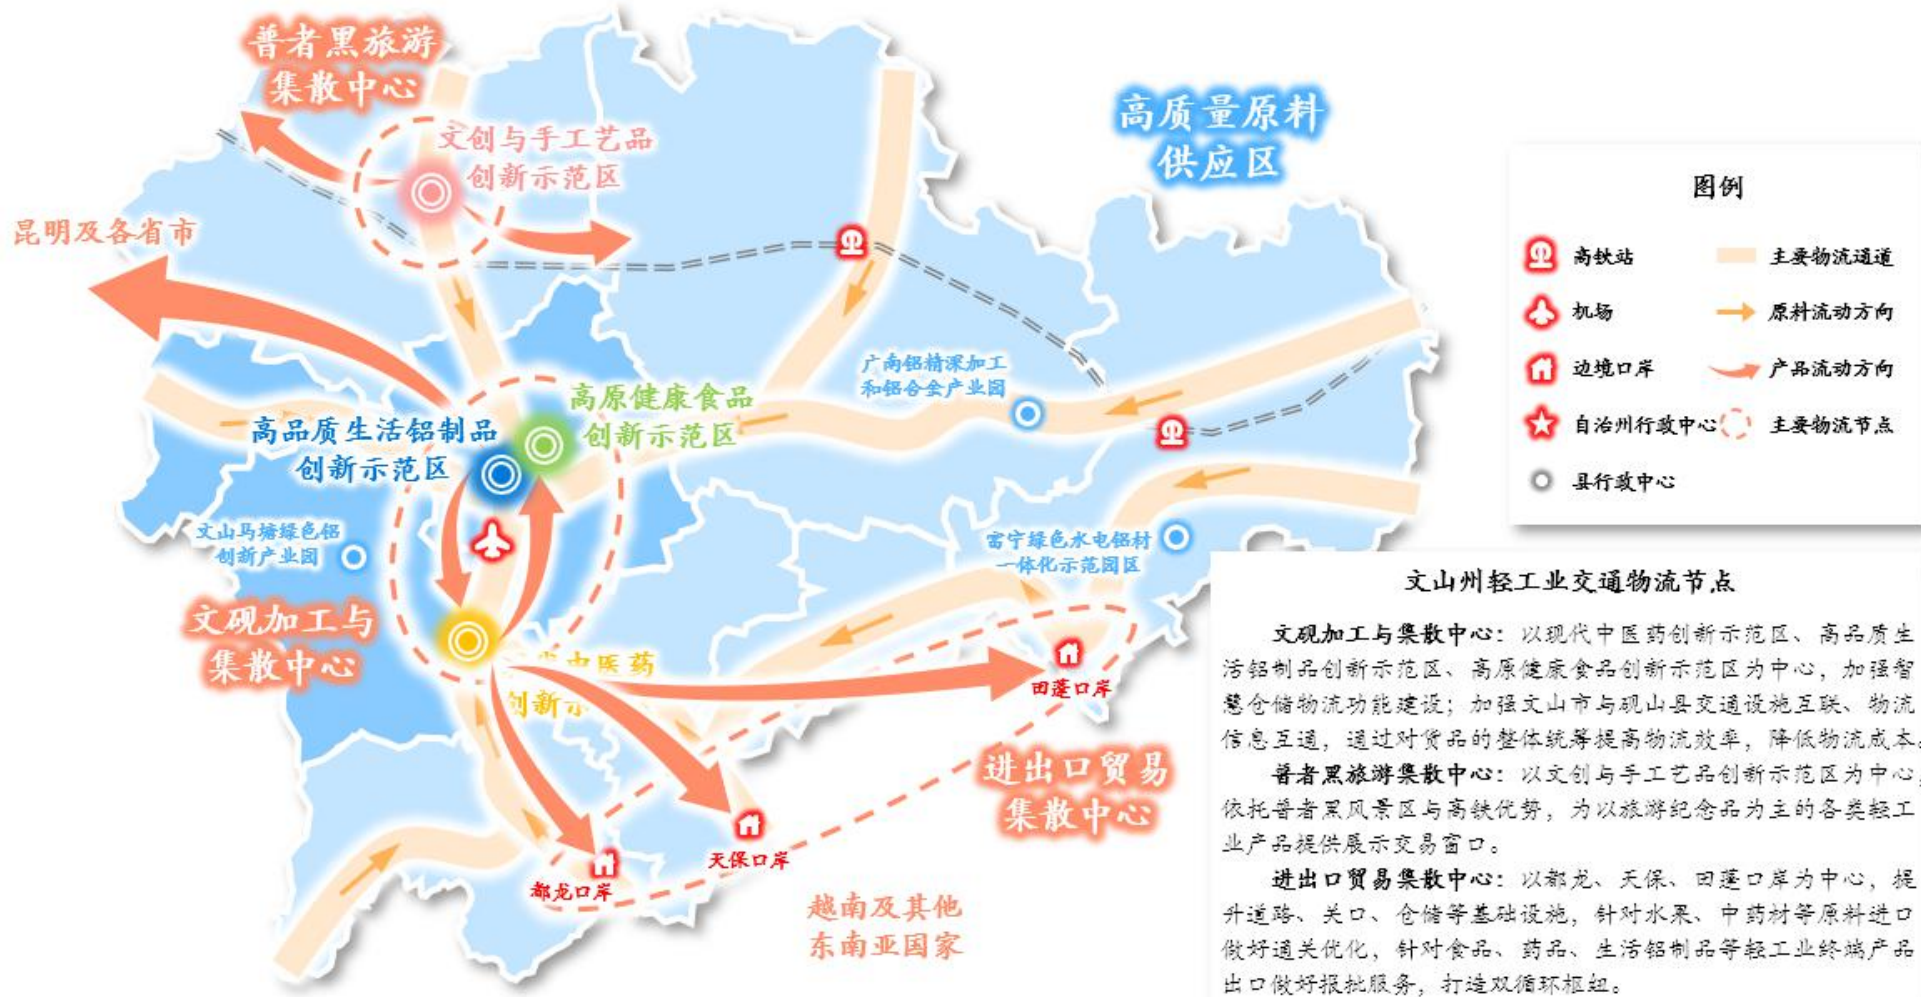 普者黑旅游
集散中心
文创与手工艺品
创新示范区
高质量原料
供应区
昆明及各省市
广南铝精深加工
和铝合金产业园
高原健康食品
创新示范区
高品质生活铝制品
创新示范区
文山马塘绿色铝
创新产业园
富宁绿色水电铝材
一体化示范园区
文砚加工与
集散中心
中医药
创新示
田蓬口岸
进出口贸易
集散中心
天保口岸
都龙口岸
越南及其他
东南亚国家
图例
高铁站
主要物流通道
机场
原料流动方向
边境口岸
产品流动方向
自治州行政中心
主要物流节点
县行政中心
文山州轻工业交通物流节点
文砚加工与集散中心：以现代中医药创新示范区、高品质生
活铝制品创新示范区、高原健康食品创新示范区为中心，加强智
慧仓储物流功能建设；加强文山市与砚山县交通设施互联、物流
信息互通，通过对货品的整体统筹提高物流效率，降低物流成本。
普者黑旅游集散中心：以文创与手工艺品创新示范区为中心，
依托普者黑风景区与高铁优势，为以旅游纪念品为主的各类轻工
业产品提供展示交易窗口。
进出口贸易集散中心：以都龙、天保、田蓬口岸为中心，提
升道路、关口、仓储等基础设施，针对水果、中药材等原料进口
做好通关优化，针对食品、药品、生活铝制品等轻工业终端产品
出口做好报批服务，打造双循环枢纽。